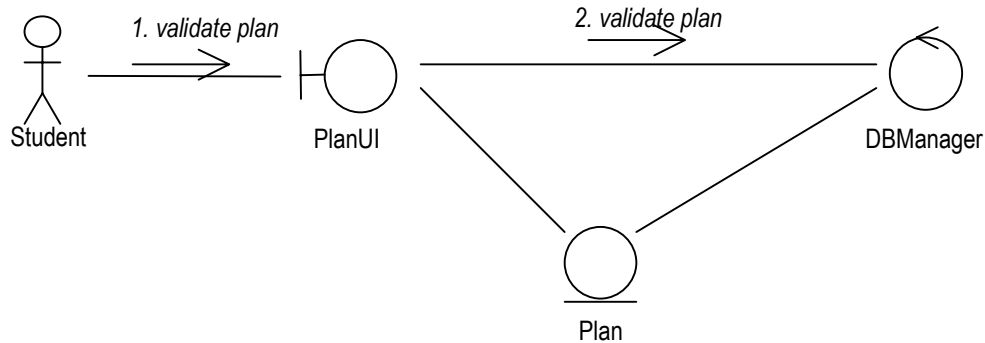 2. validate plan
1. validate plan
Student
PlanUI
DBManager
Plan